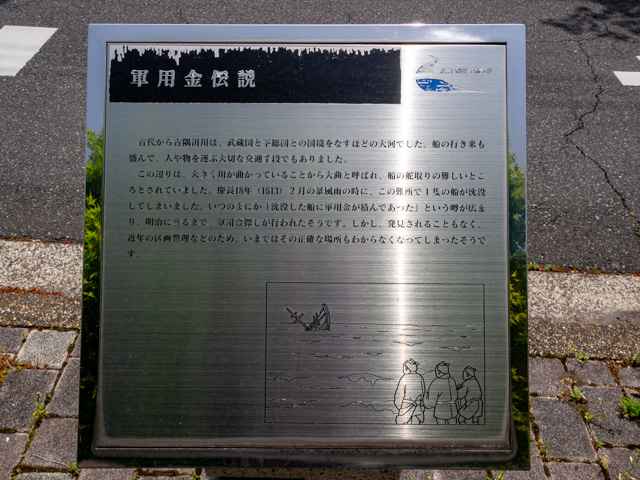 軍用金伝説
古代から古隅田川は、武蔵国と下総国との国境をなすほどの大河でした。船の行き来も
盛んで、人や物を運ぶ大切な交通手段でもありました。
この辺りは、大きく川が曲がっていることから大曲と呼ばれ、船の舵取りの難しいとこ
ろとされていました。慶長18年（1613）2月の暴風雨の時に、この難所で1隻の船が沈没
してしまいました。いつのまにか「沈没した船に軍用金が積んであった」という噂が広ま
り、明治に至るまで、軍用金探しが行われたそうです。しかし、発見されることもなく、
近年の区画整理などのため、いまではその正確な場所もわからなくなってしまったそうで
す。